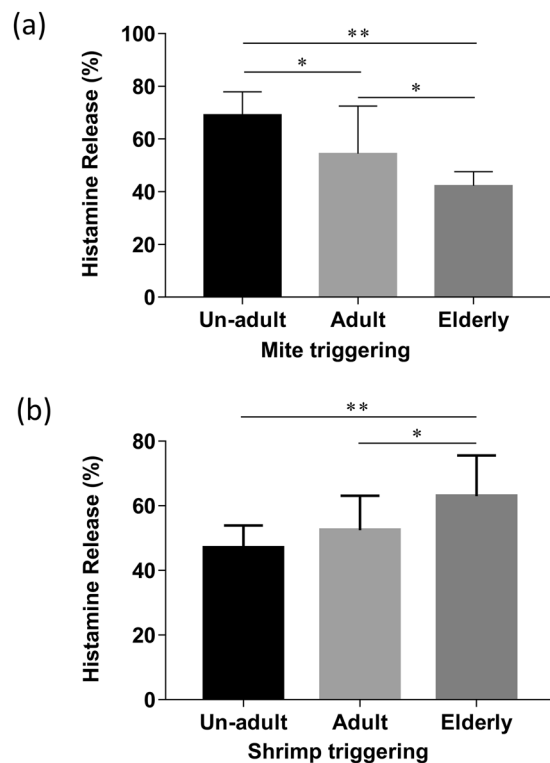 (a)
**
*
*
Histamine Release (%)
100
80
60
40
20
0
Un-adult Adult Elderly
Mite triggering
(b)
**
*
Histamine Release (%)
80
60
40
20
0
Un-adult Adult Elderly
Shrimp triggering